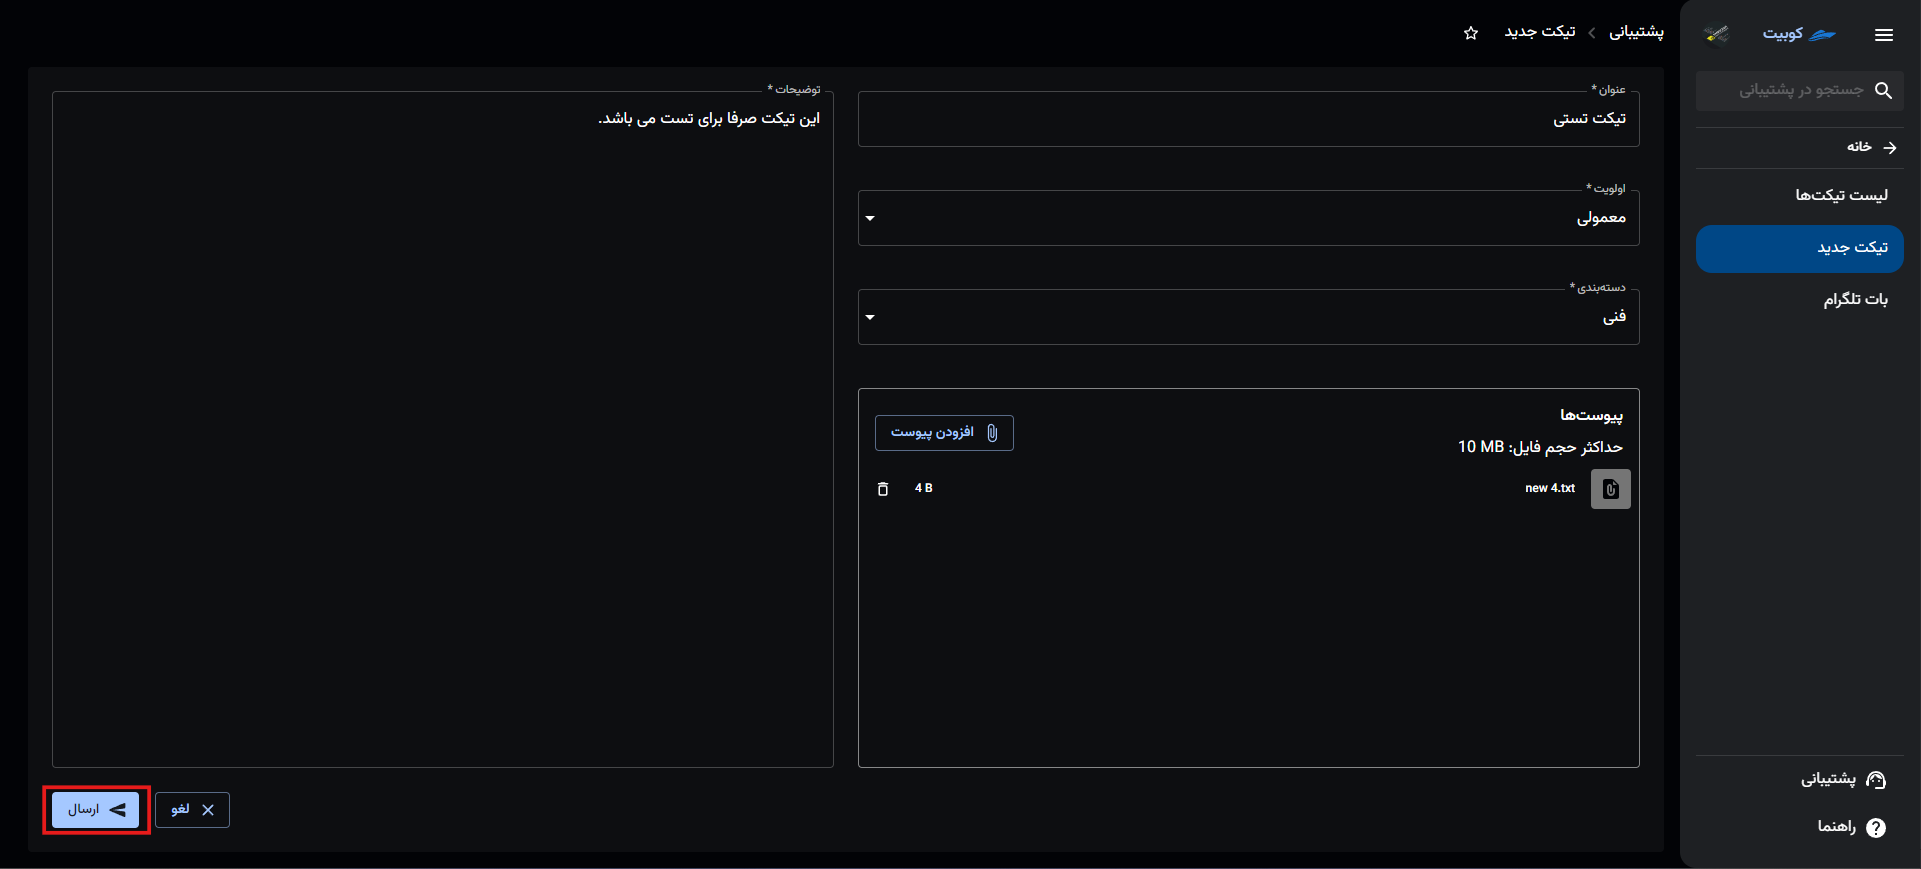 کوبیت
جستجو در پشتیبانی
خانه
لیست تیکت‌ها
تیکت جدید
بات تلگرام
پشتیبانی
راهنما
پشتیبانی
تیکت جدید
عنوان *
تیکت تستی
اولویت *
معمولی
دسته‌بندی *
فنی
پیوست‌ها
حداکثر حجم فایل: 10 MB
افزودن پیوست
new 4.txt
4 B
توضیحات *
این تیکت صرفا برای تست می باشد.
لغو
ارسال